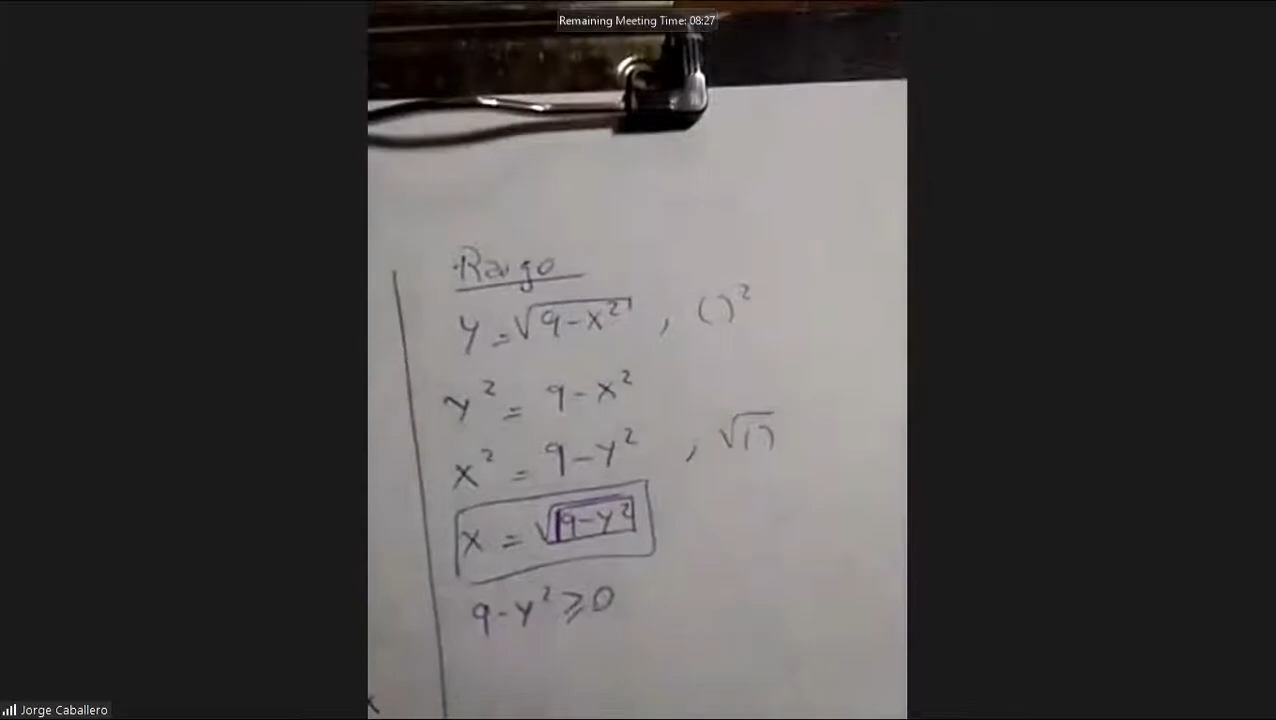 Remaining Meeting Time: 08:27
Rango
y = √9-x² , ( )²
y² = 9-x²
x² = 9-y² , √( )
x = √9-y²
9-y² ≥ 0
x
Jorge Caballero